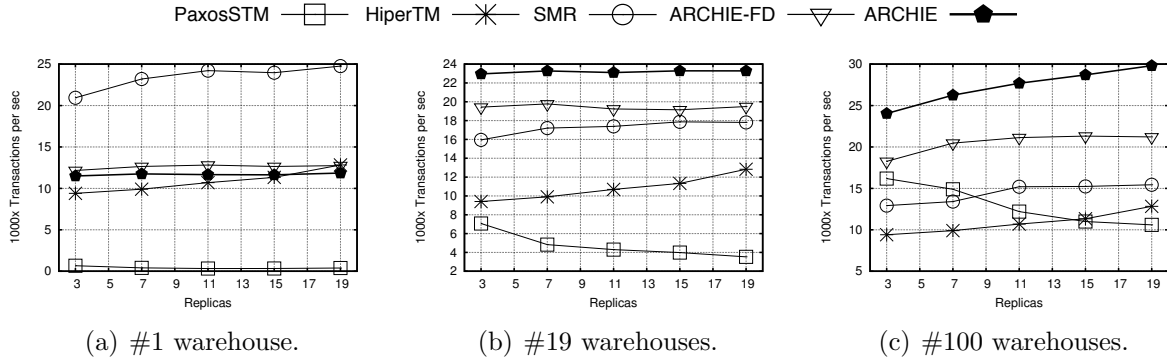 PaxosSTM HiperTM SMR ARCHIE-FD ARCHIE
1000x Transactions per sec
25
20
15
10
5
0
3 5 7 9 11 13 15 17 19
Replicas
(a) #1 warehouse.
1000x Transactions per sec
24
22
20
18
16
14
12
10
8
6
4
2
3 5 7 9 11 13 15 17 19
Replicas
(b) #19 warehouses.
1000x Transactions per sec
30
25
20
15
10
5
3 5 7 9 11 13 15 17 19
Replicas
(c) #100 warehouses.